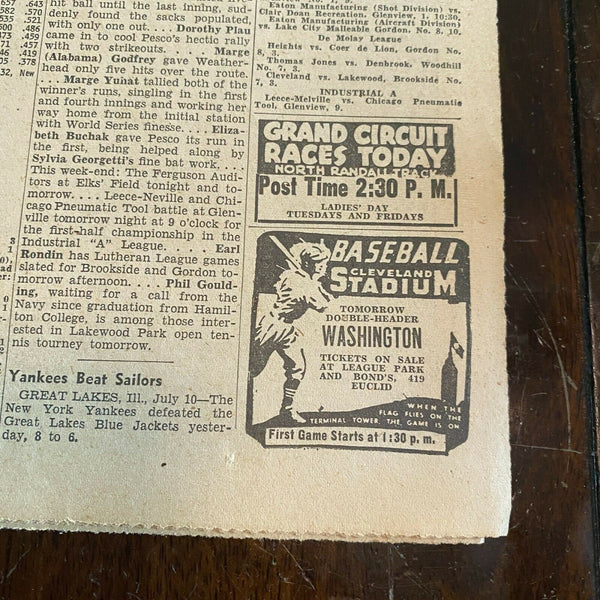 hit ball until the last inning, sud-
denly found the sacks populated,
with only one out. . . . Dorothy Plau
came in to cool Pesco's hectic rally
with two strikeouts. . . . Marge
(Alabama) Godfrey gave Weather-
head only five hits over the route.
. . . Marge Yuhat tallied both of the
winner's runs, singling in the first
and fourth innings and working her
way home from the initial station
with World Series finesse. . . . Eliza-
beth Buchak gave Pesco its run in
the first, being helped along by
Sylvia Georgetti's fine bat work. . . .
This week-end: The Ferguson Audi-
tors at Elks' Field tonight and to-
morrow. . . . Leece-Neville and Chi-
cago Pneumatic Tool battle at Glen-
ville tomorrow night at 9 o'clock for
the first-half championship in the
Industrial "A" League. . . . Earl
Rondin has Lutheran League games
slated for Brookside and Gordon to-
morrow afternoon. . . . Phil Gould-
ing, waiting for a call from the
Navy since graduation from Hamil-
ton College, is among those inter-
ested in Lakewood Park open ten-
nis tourney tomorrow.
Yankees Beat Sailors
GREAT LAKES, Ill., July 10—The
New York Yankees defeated the
Great Lakes Blue Jackets yester-
day, 8 to 6.
Eaton Manufacturing (Shot Division) vs.
Clair Doan Recreation, Glenview, 1. 10:30,
Eaton Manufacturing (Aircraft Division)
vs. Lake City Malleable Gordon, No. 8, 10.
De Molay League
Heights vs. Coer de Lion, Gordon No.
8, 3.
Thomas Jones vs. Denbrook, Woodhill
No. 7, 3.
Cleveland vs. Lakewood, Brookside No.
7, 3.
INDUSTRIAL A
Leece-Melville vs. Chicago Pneumatic
Tool, Glenview, 9.
GRAND CIRCUIT
RACES TODAY
NORTH RANDALL TRACK
Post Time 2:30 P. M.
LADIES' DAY
TUESDAYS AND FRIDAYS
BASEBALL
CLEVELAND
STADIUM
TOMORROW
DOUBLE-HEADER
WASHINGTON
TICKETS ON SALE
AT LEAGUE PARK
AND BOND'S, 419
EUCLID
WHEN THE
FLAG FLIES ON THE
TERMINAL TOWER, THE GAME IS ON
First Game Starts at 1:30 p. m.